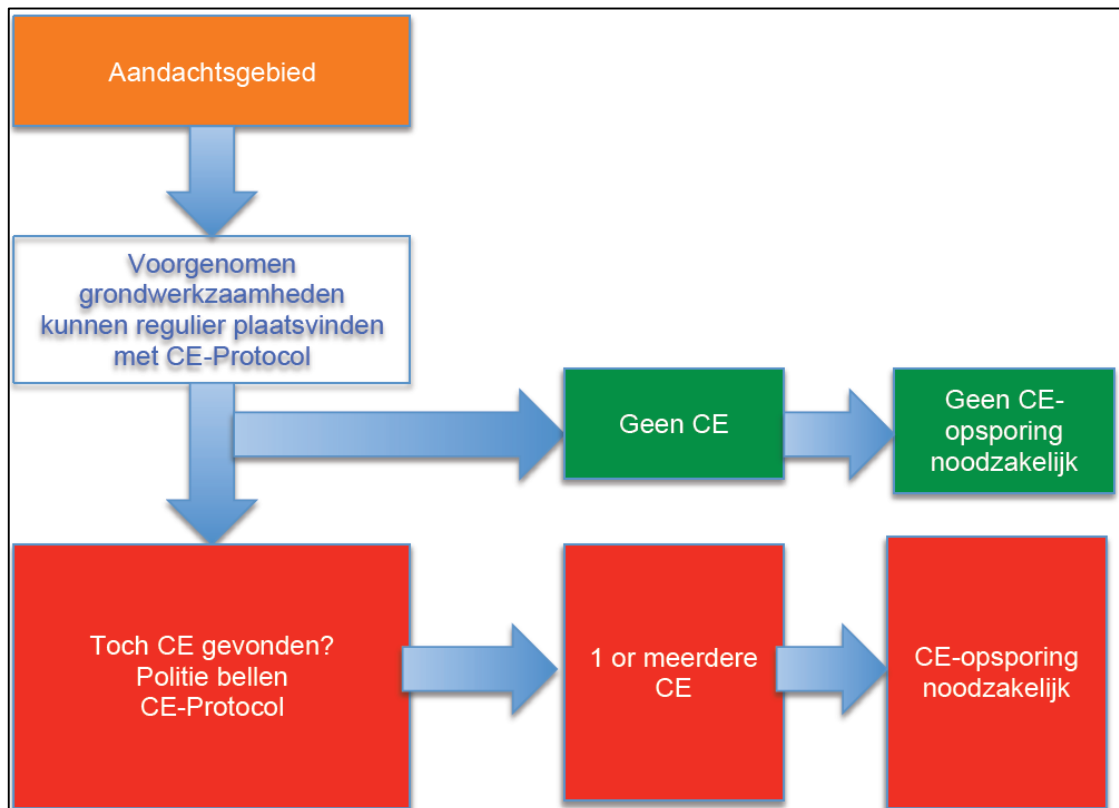 Aandachtsgebied
Voorgenomen
grondwerkzaamheden
kunnen regulier plaatsvinden
met CE-Protocol
Geen CE
Geen CE-
opsporing
noodzakelijk
Toch CE gevonden?
Politie bellen
CE-Protocol
1 or meerdere
CE
CE-opsporing
noodzakelijk